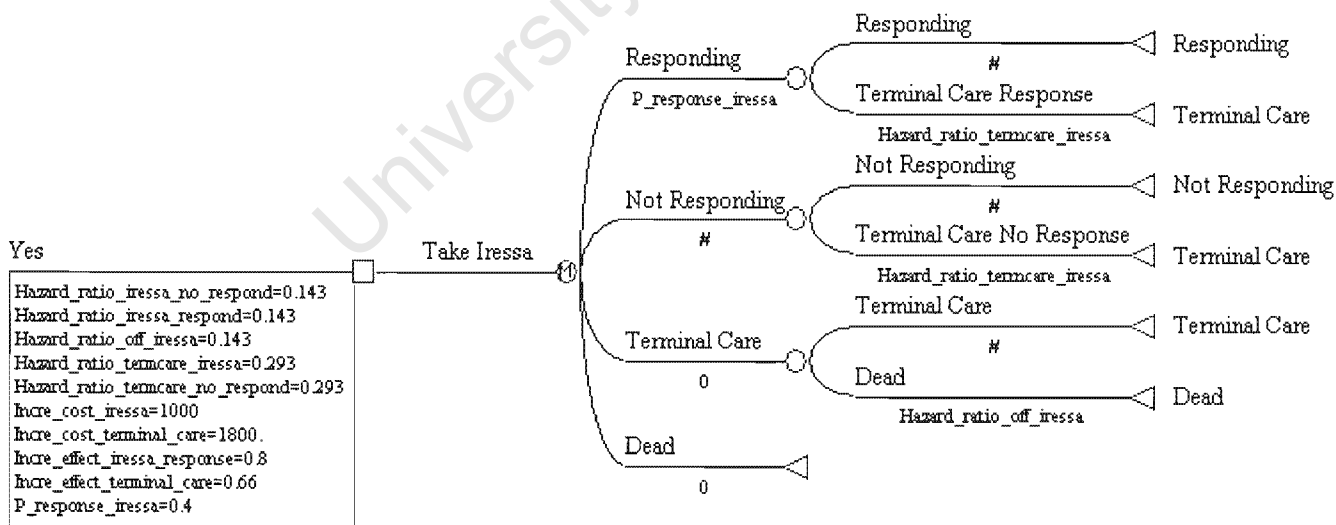 University
Yes
Hazard_ratio_iressa_no_respond=0.143
Hazard_ratio_iressa_respond=0.143
Hazard_ratio_off_iressa=0.143
Hazard_ratio_termcare_iressa=0.293
Hazard_ratio_termcare_no_respond=0.293
Incre_cost_iressa=1000
Incre_cost_terminal_care=1800.
Incre_effect_iressa_response=0.8
Incre_effect_terminal_care=0.66
P_response_iressa=0.4
Take Iressa
M
Responding
P_response_iressa
Responding
#
Responding
Terminal Care Response
Hazard_ratio_termcare_iressa
Terminal Care
Not Responding
#
Not Responding
#
Not Responding
Terminal Care No Response
Hazard_ratio_termcare_iressa
Terminal Care
Terminal Care
0
Terminal Care
#
Terminal Care
Dead
Hazard_ratio_off_iressa
Dead
Dead
0